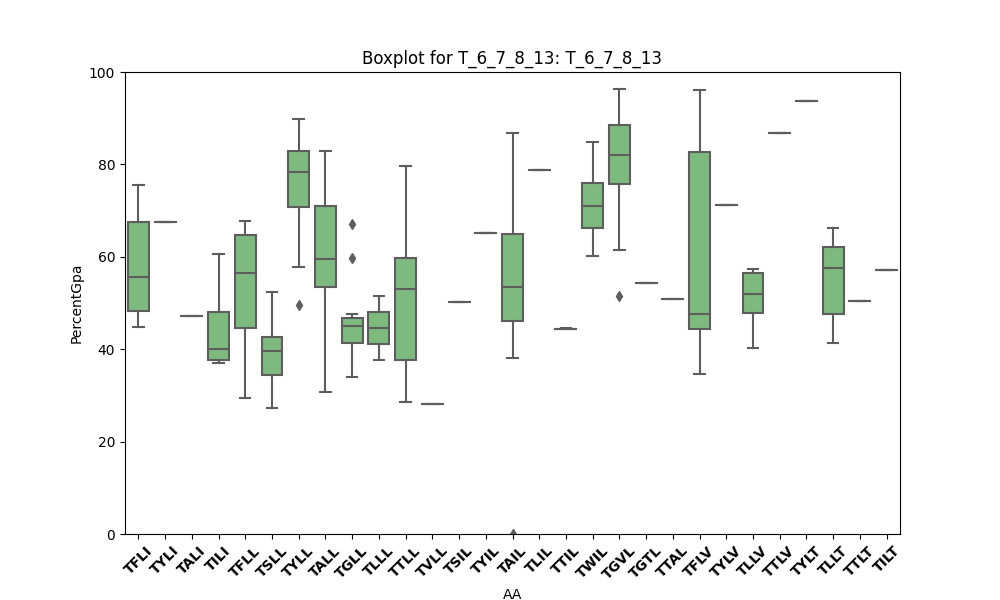 Boxplot for T_6_7_8_13: T_6_7_8_13
100
80
60
40
20
0
PercentGpa
TFLI TYLI TALI TILI TFLL TSLL TYLL TALL TGLL TLLL TTLL TVLL TSIL TYIL TAIL TLIL TTIL TWIL TGVL TGTL TTAL TFLV TYLV TLLV TTLV TYLT TLLT TTLT TILT
AA